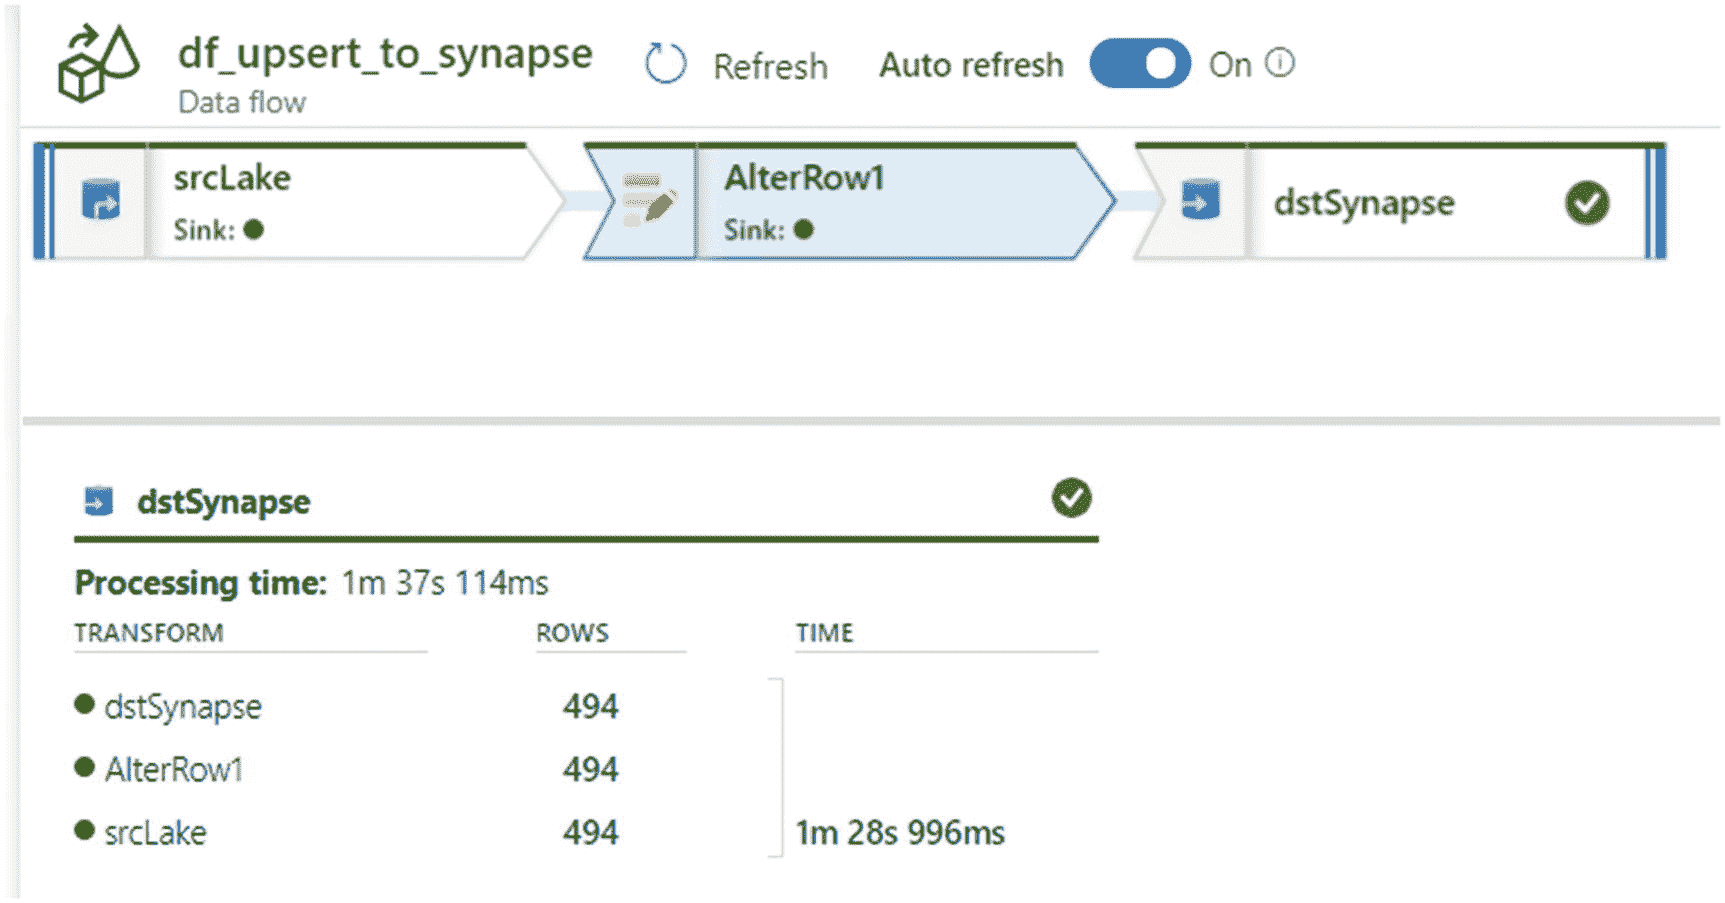 df_upsert_to_synapse Refresh Auto refresh On
Data flow
srcLake AlterRow1 dstSynapse
Sink: Sink:
dstSynapse
Processing time: 1m 37s 114ms
TRANSFORM ROWS TIME
dstSynapse 494
AlterRow1 494
srcLake 494 1m 28s 996ms